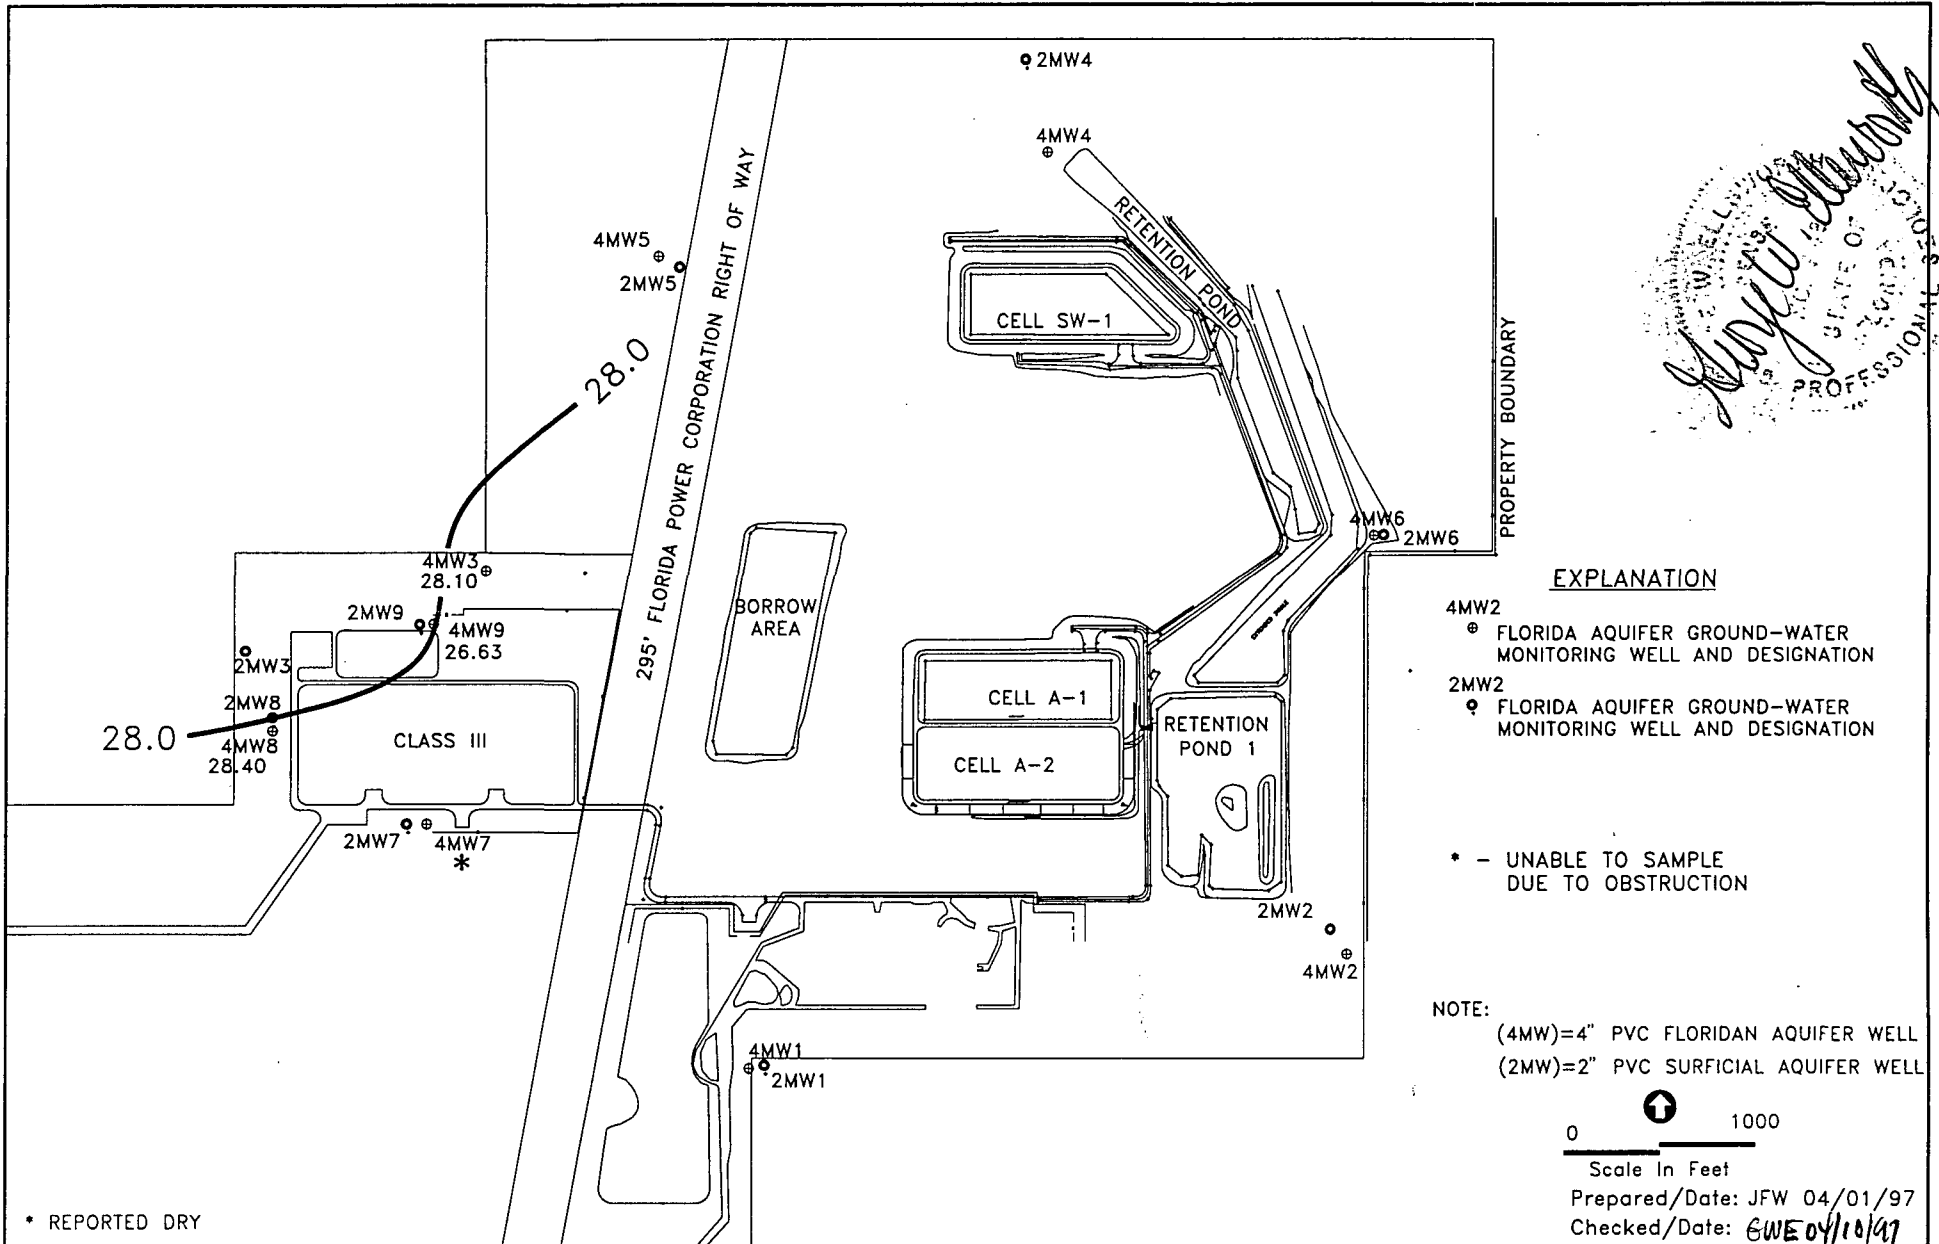 2MW4
4MW4
RETENTION POND
4MW5
2MW5
295' FLORIDA POWER CORPORATION RIGHT OF WAY
CELL SW-1
PROPERTY BOUNDARY
28.0
4MW6
2MW6
4MW3
28.10
2MW9
4MW9
26.63
2MW3
2MW8
28.0
4MW8
28.40
CLASS III
BORROW
AREA
CELL A-1
CELL A-2
RETENTION
POND 1
2MW7
4MW7
*
2MW2
4MW2
4MW1
2MW1
STATE OF
PROFESSIONAL
EXPLANATION
4MW2
FLORIDA AQUIFER GROUND-WATER
MONITORING WELL AND DESIGNATION
2MW2
FLORIDA AQUIFER GROUND-WATER
MONITORING WELL AND DESIGNATION
* - UNABLE TO SAMPLE
DUE TO OBSTRUCTION
NOTE:
(4MW)=4" PVC FLORIDAN AQUIFER WELL
(2MW)=2" PVC SURFICIAL AQUIFER WELL
0 1000
Scale In Feet
Prepared/Date: JFW 04/01/97
Checked/Date: GWE 04/10/97
* REPORTED DRY